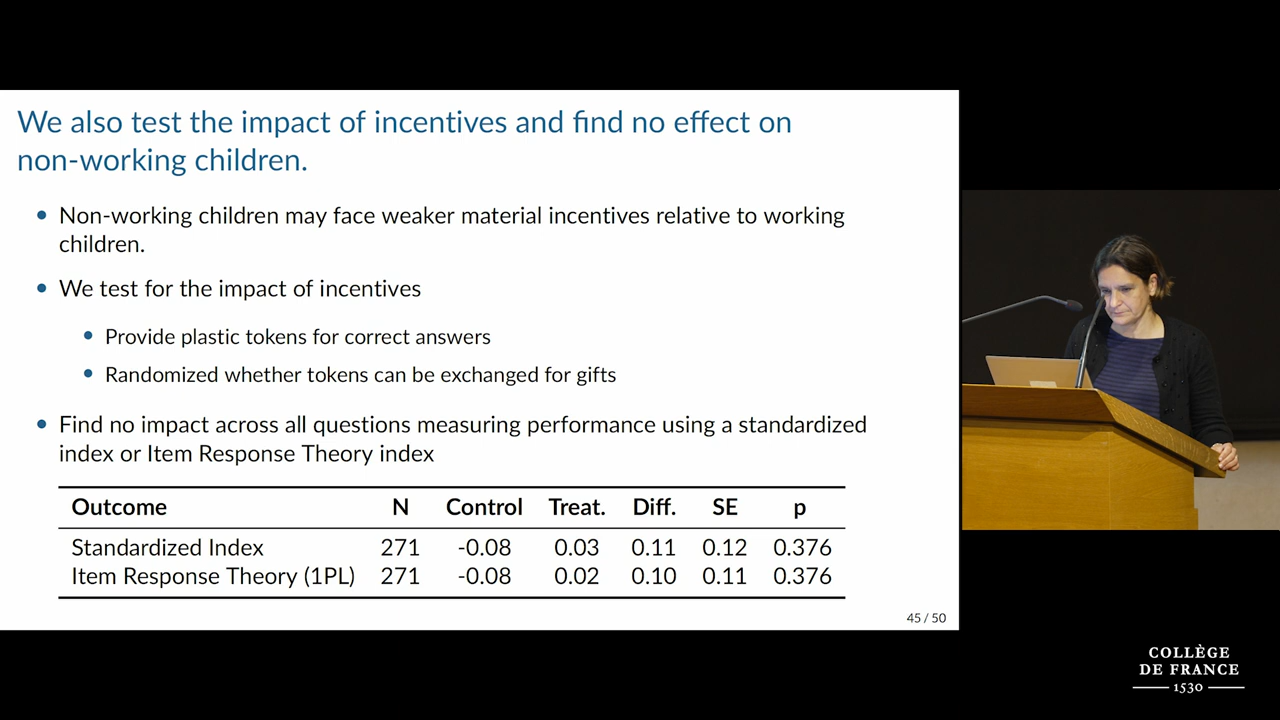 We also test the impact of incentives and find no effect on
non-working children.
• Non-working children may face weaker material incentives relative to working
children.
• We test for the impact of incentives
• Provide plastic tokens for correct answers
• Randomized whether tokens can be exchanged for gifts
• Find no impact across all questions measuring performance using a standardized
index or Item Response Theory index
Outcome N Control Treat. Diff. SE p
Standardized Index 271 -0.08 0.03 0.11 0.12 0.376
Item Response Theory (1PL) 271 -0.08 0.02 0.10 0.11 0.376
45 / 50
COLLÈGE
DE FRANCE
1530